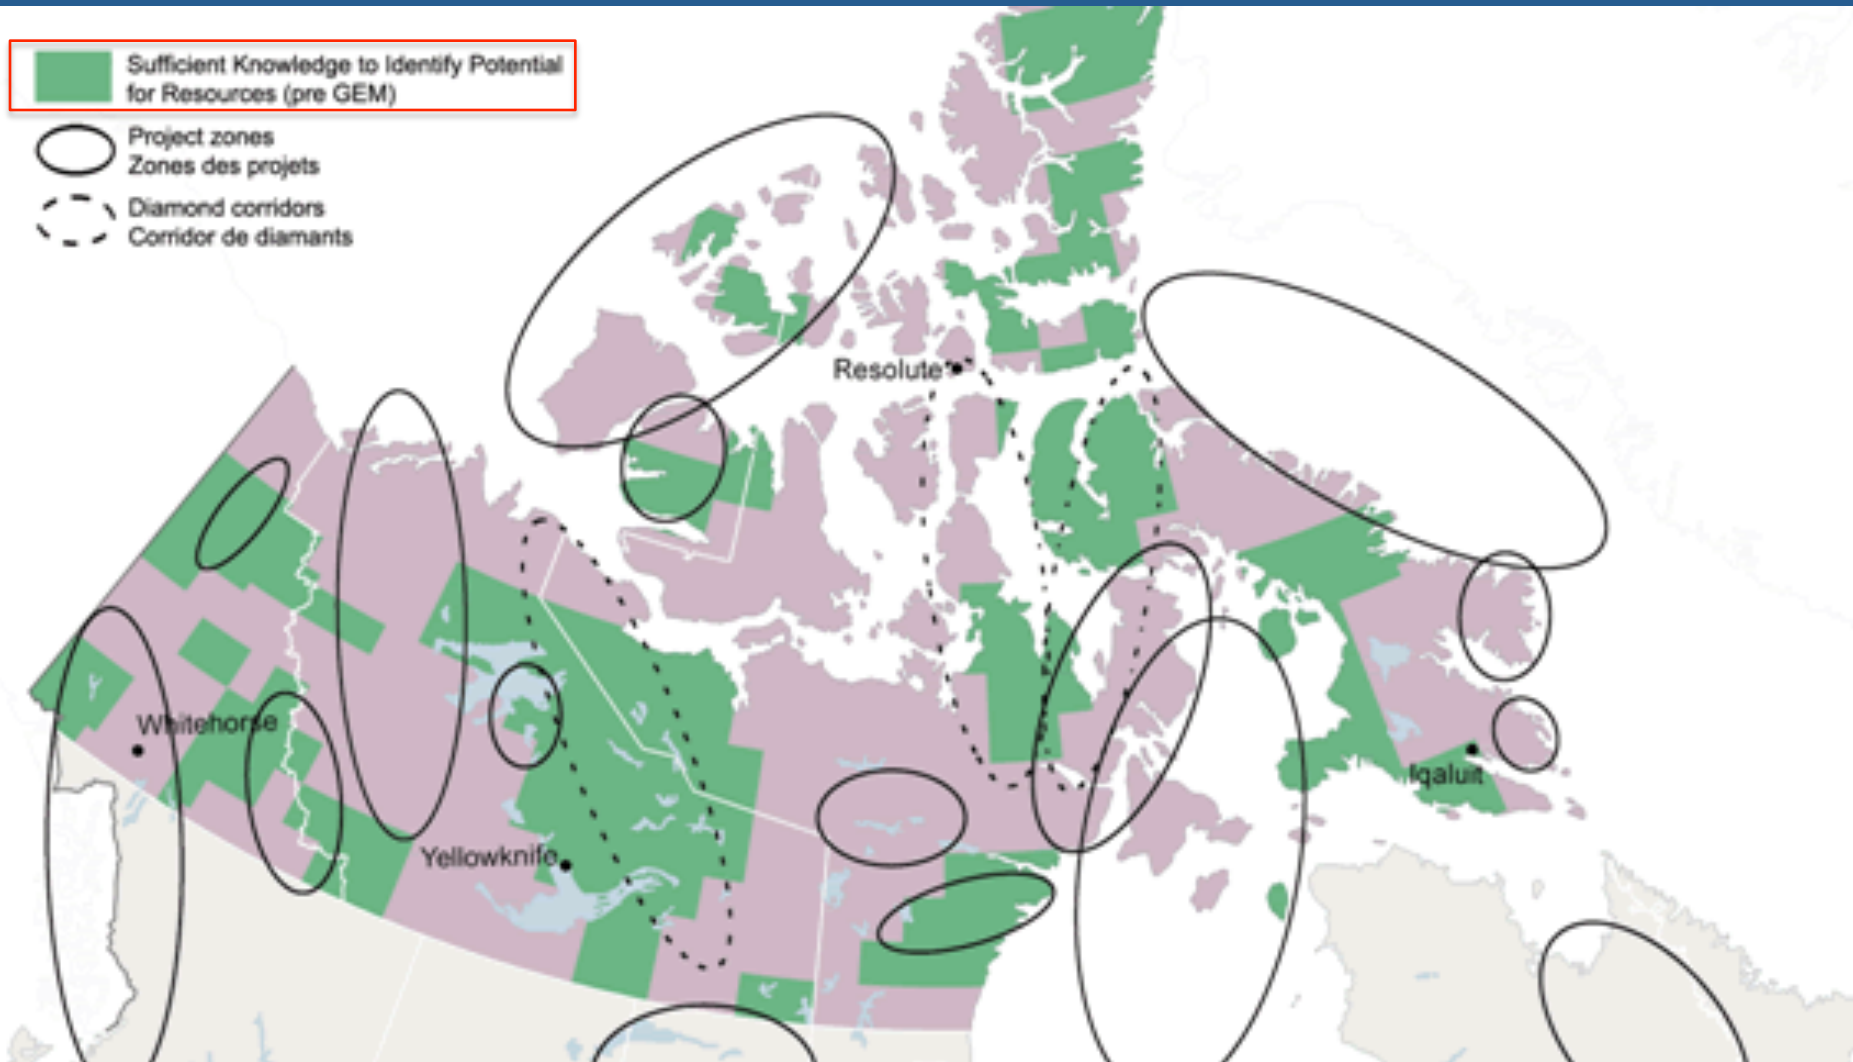 Sufficient Knowledge to Identify Potential
for Resources (pre GEM)
Project zones
Zones des projets
Diamond corridors
Corridor de diamants
Resolute
Whitehorse
Iqaluit
Yellowknife